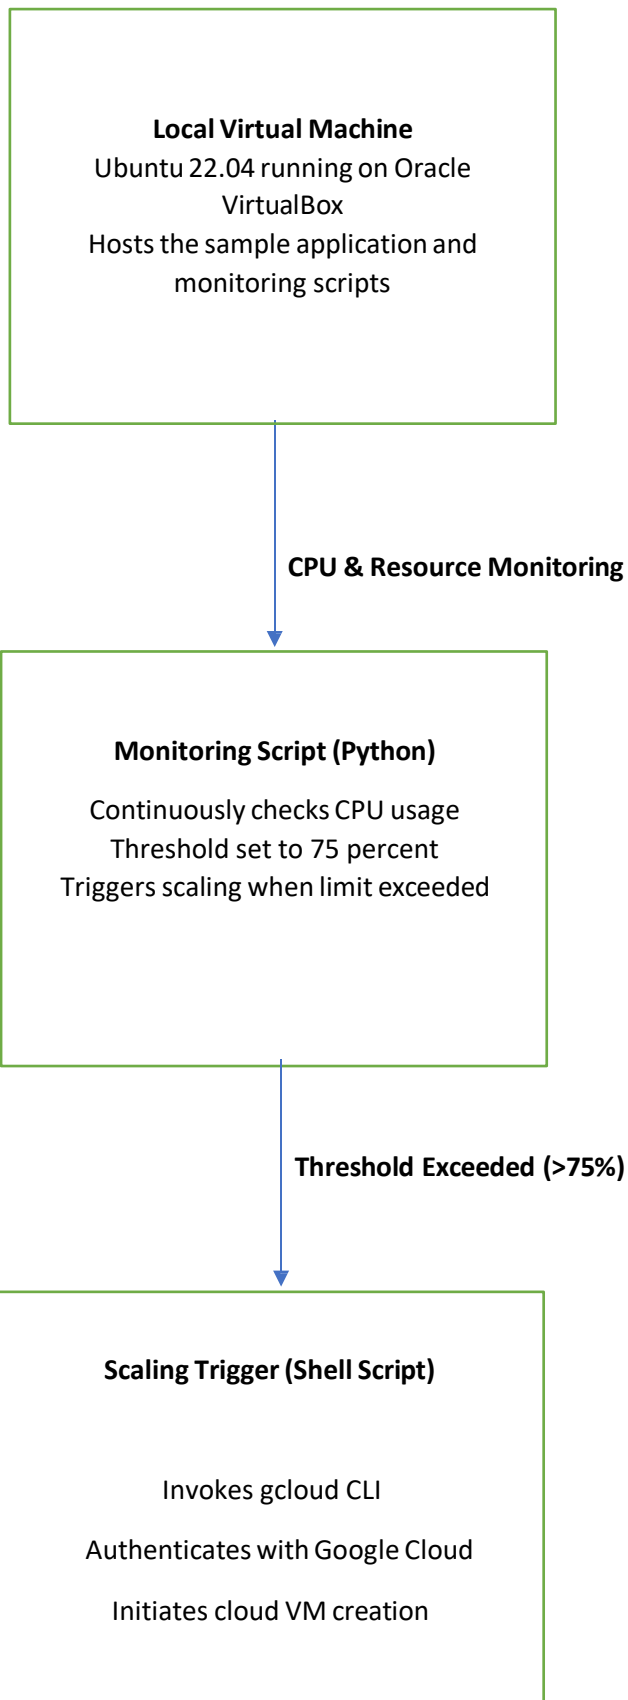 Local Virtual Machine
Ubuntu 22.04 running on Oracle
VirtualBox
Hosts the sample application and
monitoring scripts
CPU & Resource Monitoring
Monitoring Script (Python)
Continuously checks CPU usage
Threshold set to 75 percent
Triggers scaling when limit exceeded
Threshold Exceeded (>75%)
Scaling Trigger (Shell Script)
Invokes gcloud CLI
Authenticates with Google Cloud
Initiates cloud VM creation